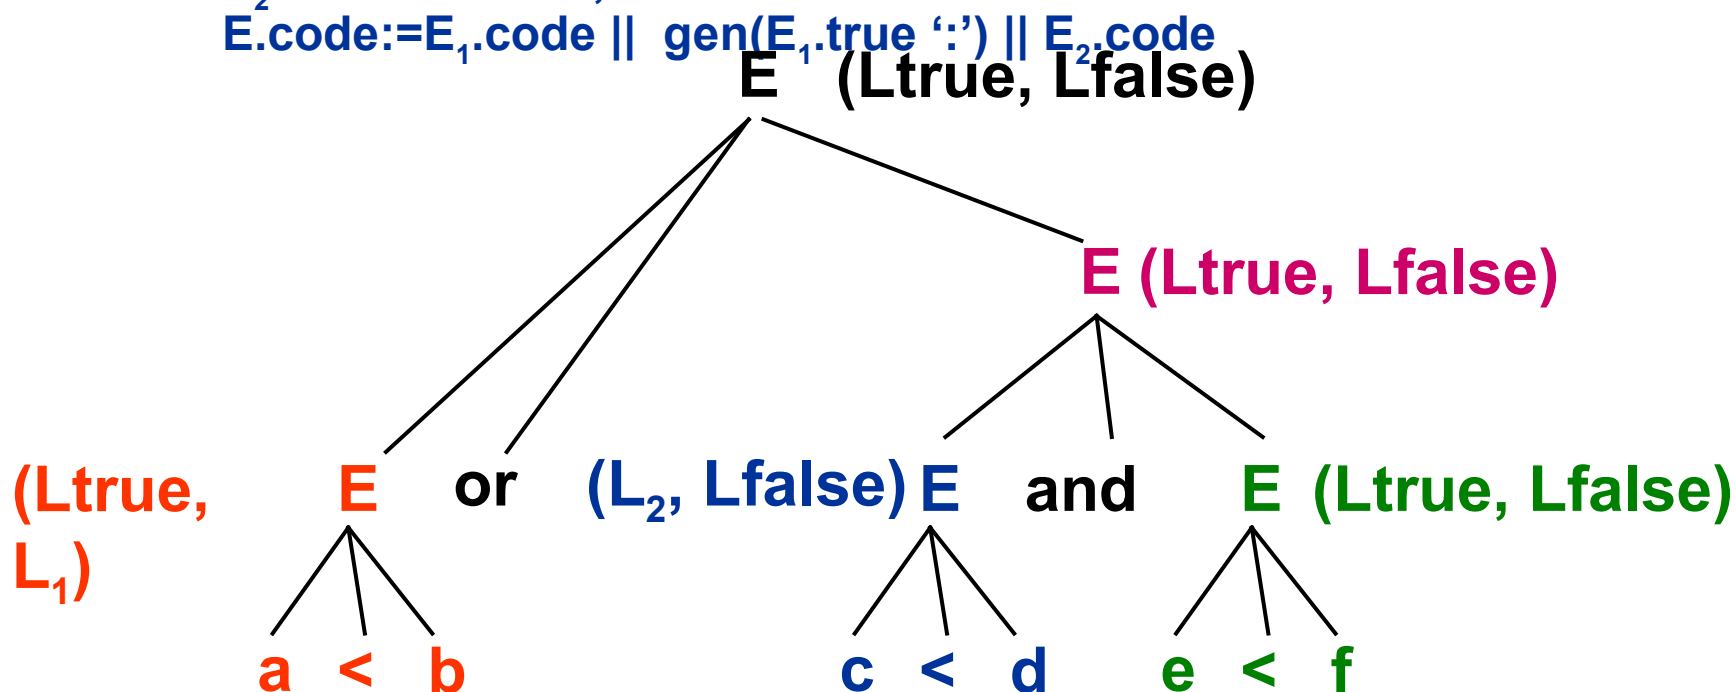 E.code:=E₁.code || gen(E₁.true ‘:’) || E₂.code
E (Ltrue, Lfalse)
E (Ltrue, Lfalse)
(Ltrue, E or (L₂, Lfalse) E and E (Ltrue, Lfalse)
L₁)
a < b c < d e < f